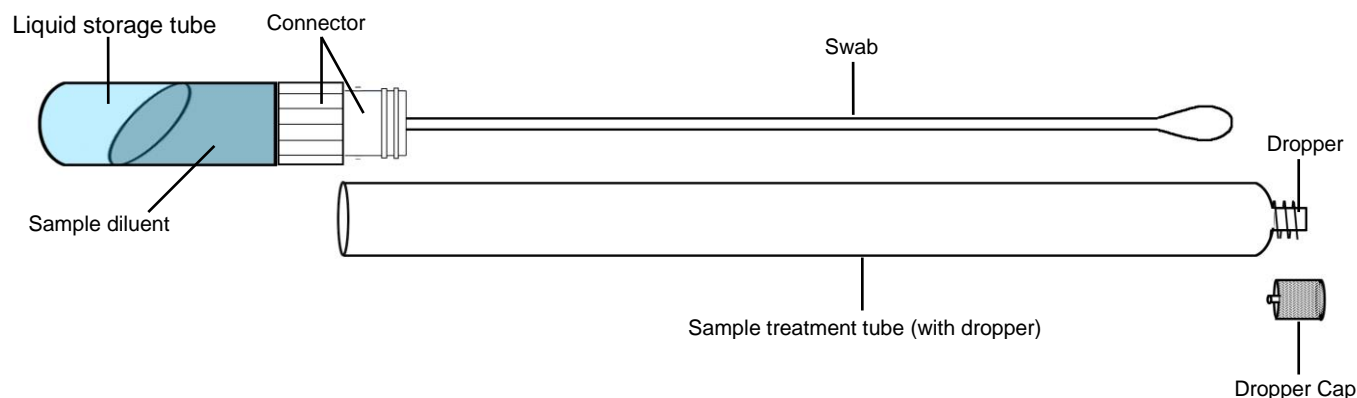 Liquid storage tube
Connector
Swab
Dropper
Sample diluent
Sample treatment tube (with dropper)
Dropper Cap